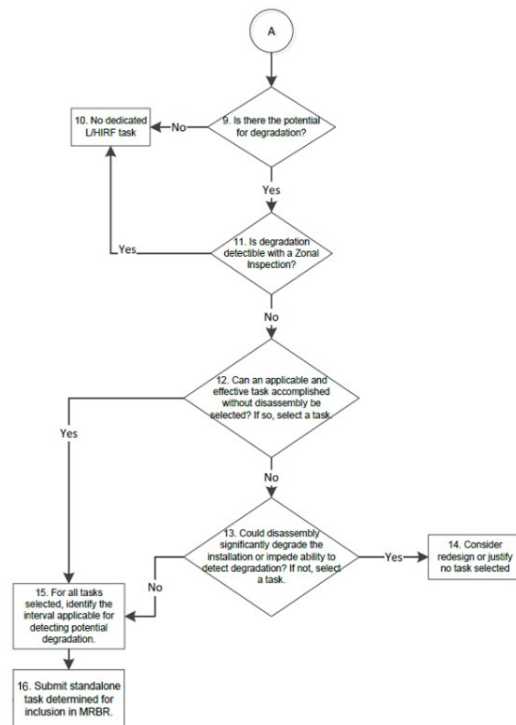 A
9. Is there the potential
for degradation?
10. No dedicated
L/HIRF task
No
Yes
11. Is degradation
detectible with a Zonal
Inspection?
Yes
No
12. Can an applicable and
effective task accomplished
without disassembly be
selected? If so, select a task.
Yes
No
13. Could disassembly
significantly degrade the
installation or impede ability to
detect degradation? If not, select
a task.
Yes
14. Consider
redesign or justify
no task selected
No
15. For all tasks
selected, identify the
interval applicable for
detecting potential
degradation.
16. Submit standalone
task determined for
inclusion in MRBR.